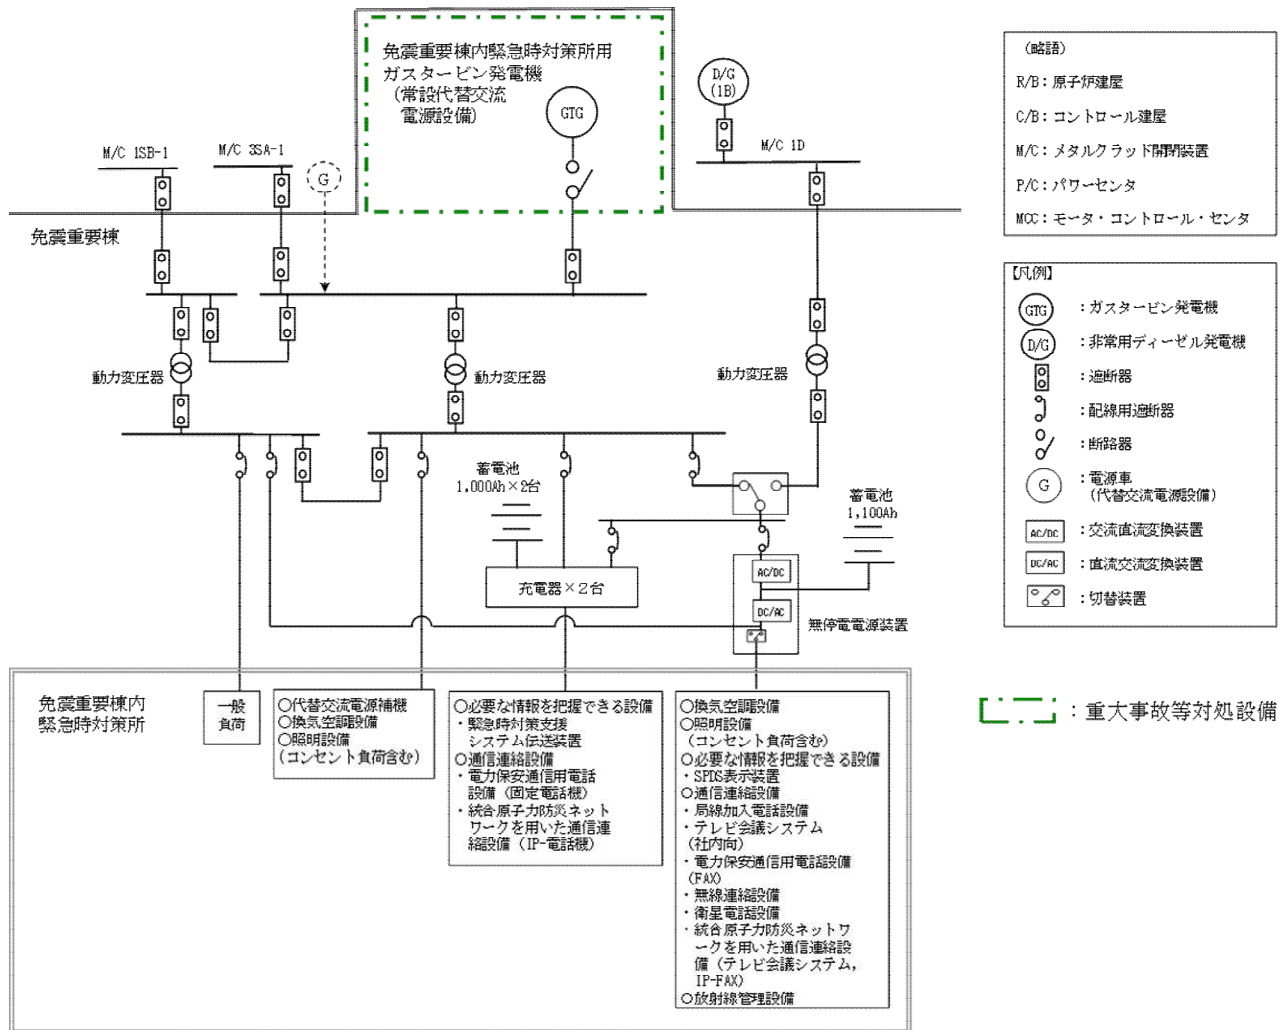 免震重要棟内緊急時対策所用
ガスタービン発電機
(常設代替交流
電源設備)
GTG
D/G
(1B)
M/C 1SB-1
M/C 3SA-1
G
M/C 1D
免震重要棟
動力変圧器
動力変圧器
動力変圧器
蓄電池
1,000Ah×2台
蓄電池
1,100Ah
充電器×2台
AC/DC
DC/AC
無停電電源装置
免震重要棟内
緊急時対策所
一般
負荷
○代替交流電源補機
○換気空調設備
○照明設備
(コンセント負荷含む)
○必要な情報を把握できる設備
・緊急時対策支援
システム伝送装置
○通信連絡設備
・電力保安通信用電話
設備(固定電話機)
・統合原子力防災ネット
ワークを用いた通信連
絡設備(IP-電話機)
○換気空調設備
○照明設備
(コンセント負荷含む)
○必要な情報を把握できる設備
・SPDS表示装置
○通信連絡設備
・局線加入電話設備
・テレビ会議システム
(社内向)
・電力保安通信用電話設備
(FAX)
・無線連絡設備
・衛星電話設備
・統合原子力防災ネットワ
ークを用いた通信連絡設
備(テレビ会議システム,
IP-FAX)
○放射線管理設備
(略語)
R/B:原子炉建屋
C/B:コントロール建屋
M/C:メタルクラッド開閉装置
P/C:パワーセンタ
MCC:モータ・コントロール・センタ
【凡例】
GTG :ガスタービン発電機
D/G :非常用ディーゼル発電機
:遮断器
:配線用遮断器
:断路器
G :電源車
(代替交流電源設備)
AC/DC :交流直流変換装置
DC/AC :直流交流変換装置
:切替装置
:重大事故等対処設備